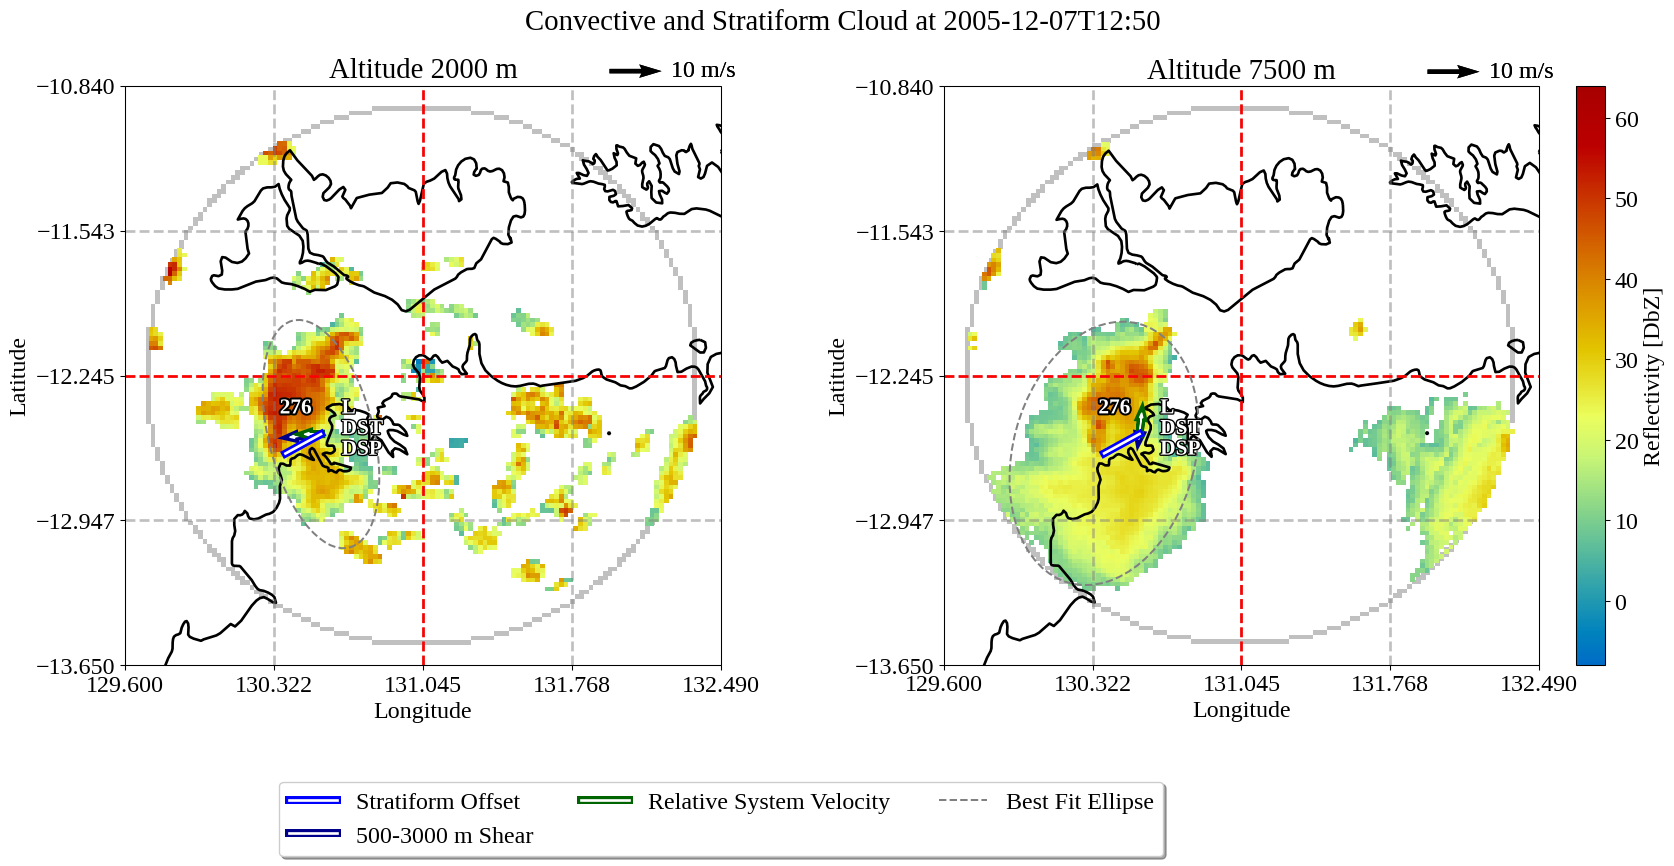 Convective and Stratiform Cloud at 2005-12-07T12:50
Altitude 2000 m
10 m/s
Altitude 7500 m
10 m/s
−10.840
−11.543
−12.245
−12.947
−13.650
Latitude
276
L
DST
DSP
129.600
130.322
131.045
131.768
132.490
Longitude
−10.840
−11.543
−12.245
−12.947
−13.650
Latitude
276
L
DST
DSP
129.600
130.322
131.045
131.768
132.490
Longitude
60
50
40
30
20
10
0
Reflectivity [DbZ]
Stratiform Offset
Relative System Velocity
Best Fit Ellipse
500-3000 m Shear